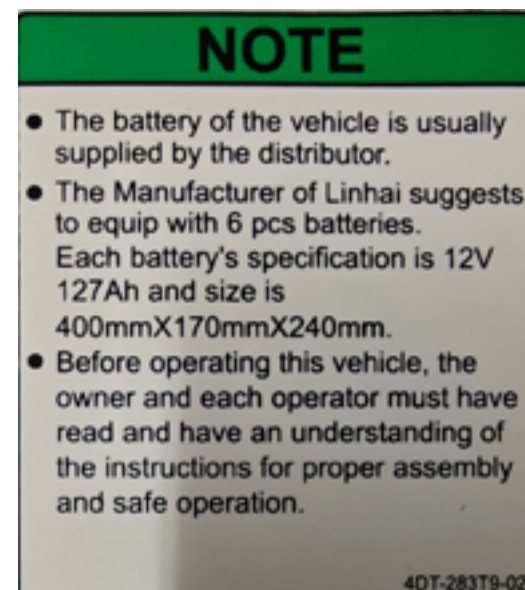 NOTE
● The battery of the vehicle is usually
supplied by the distributor.
● The Manufacturer of Linhai suggests
to equip with 6 pcs batteries.
Each battery's specification is 12V
127Ah and size is
400mmX170mmX240mm.
● Before operating this vehicle, the
owner and each operator must have
read and have an understanding of
the instructions for proper assembly
and safe operation.
4DT-283T9-02